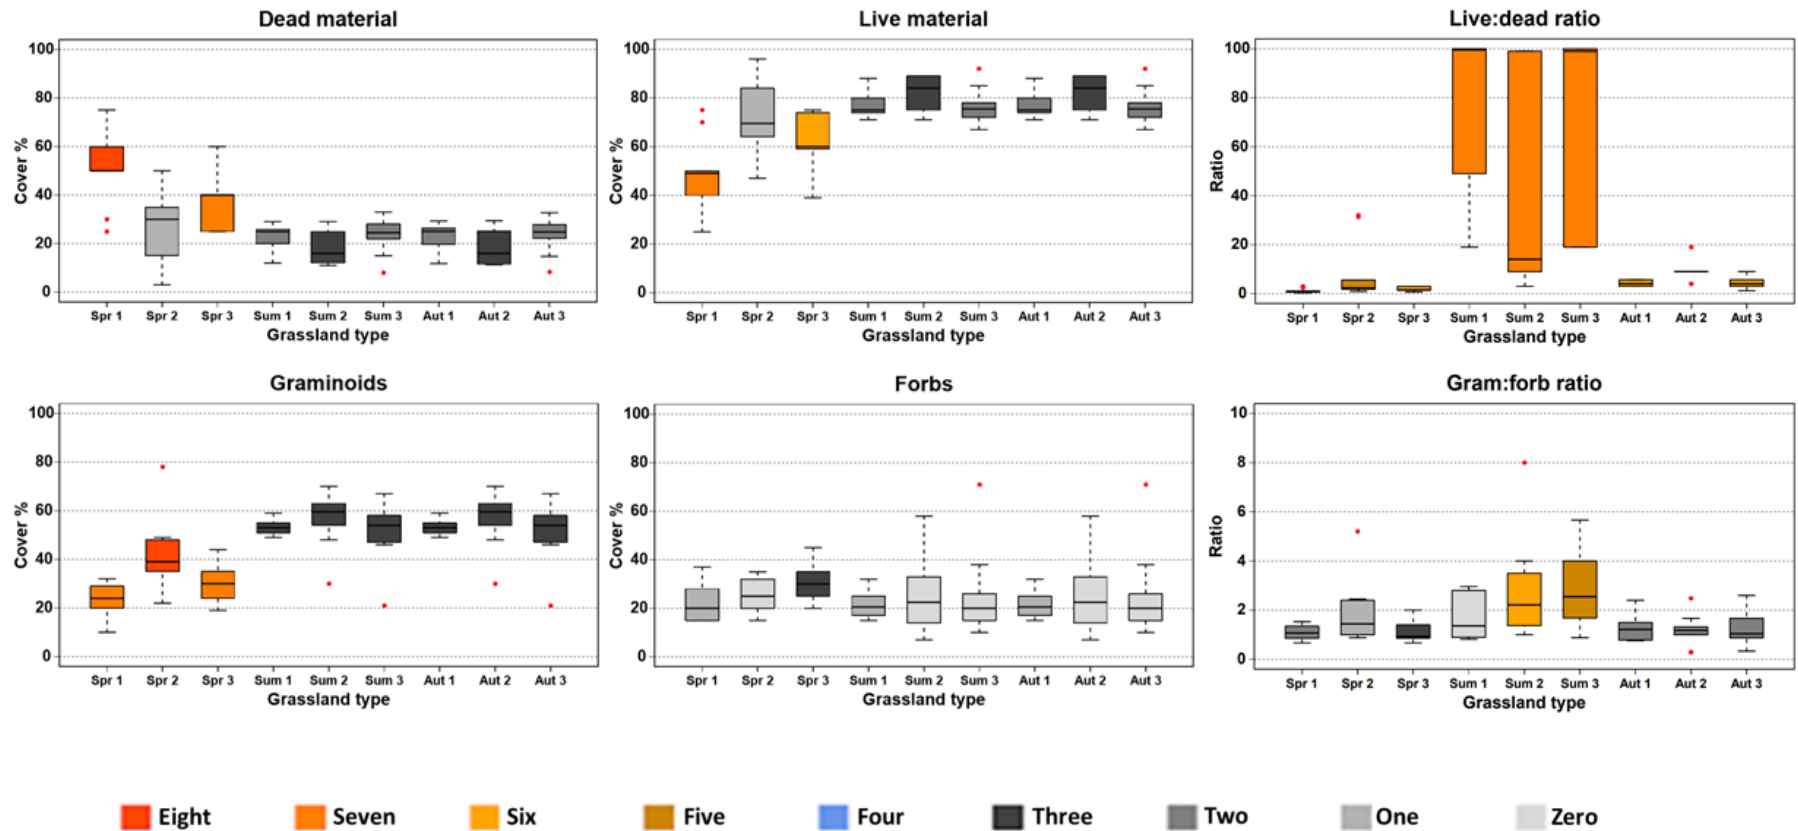 Dead material
Live material
Live:dead ratio
100
80
60
40
20
0
Cover %
Spr 1 Spr 2 Spr 3 Sum 1 Sum 2 Sum 3 Aut 1 Aut 2 Aut 3
Grassland type
100
80
60
40
20
0
Cover %
Spr 1 Spr 2 Spr 3 Sum 1 Sum 2 Sum 3 Aut 1 Aut 2 Aut 3
Grassland type
100
80
60
40
20
0
Ratio
Spr 1 Spr 2 Spr 3 Sum 1 Sum 2 Sum 3 Aut 1 Aut 2 Aut 3
Grassland type
Graminoids
Forbs
Gram:forb ratio
100
80
60
40
20
0
Cover %
Spr 1 Spr 2 Spr 3 Sum 1 Sum 2 Sum 3 Aut 1 Aut 2 Aut 3
Grassland type
100
80
60
40
20
0
Cover %
Spr 1 Spr 2 Spr 3 Sum 1 Sum 2 Sum 3 Aut 1 Aut 2 Aut 3
Grassland type
10
8
6
4
2
0
Ratio
Spr 1 Spr 2 Spr 3 Sum 1 Sum 2 Sum 3 Aut 1 Aut 2 Aut 3
Grassland type
Eight Seven Six Five Four Three Two One Zero